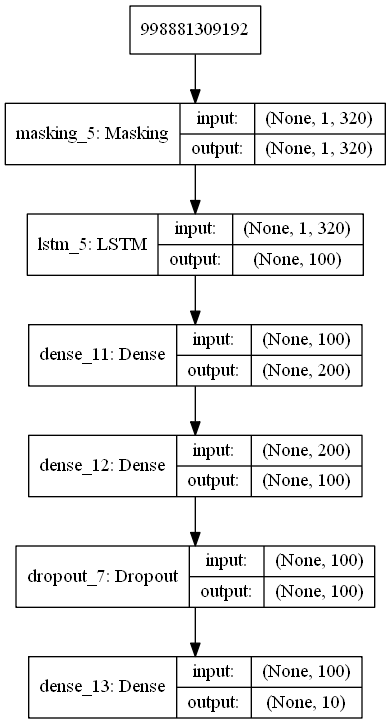 998881309192
masking_5: Masking
input: (None, 1, 320)
output: (None, 1, 320)
lstm_5: LSTM
input: (None, 1, 320)
output: (None, 100)
dense_11: Dense
input: (None, 100)
output: (None, 200)
dense_12: Dense
input: (None, 200)
output: (None, 100)
dropout_7: Dropout
input: (None, 100)
output: (None, 100)
dense_13: Dense
input: (None, 100)
output: (None, 10)